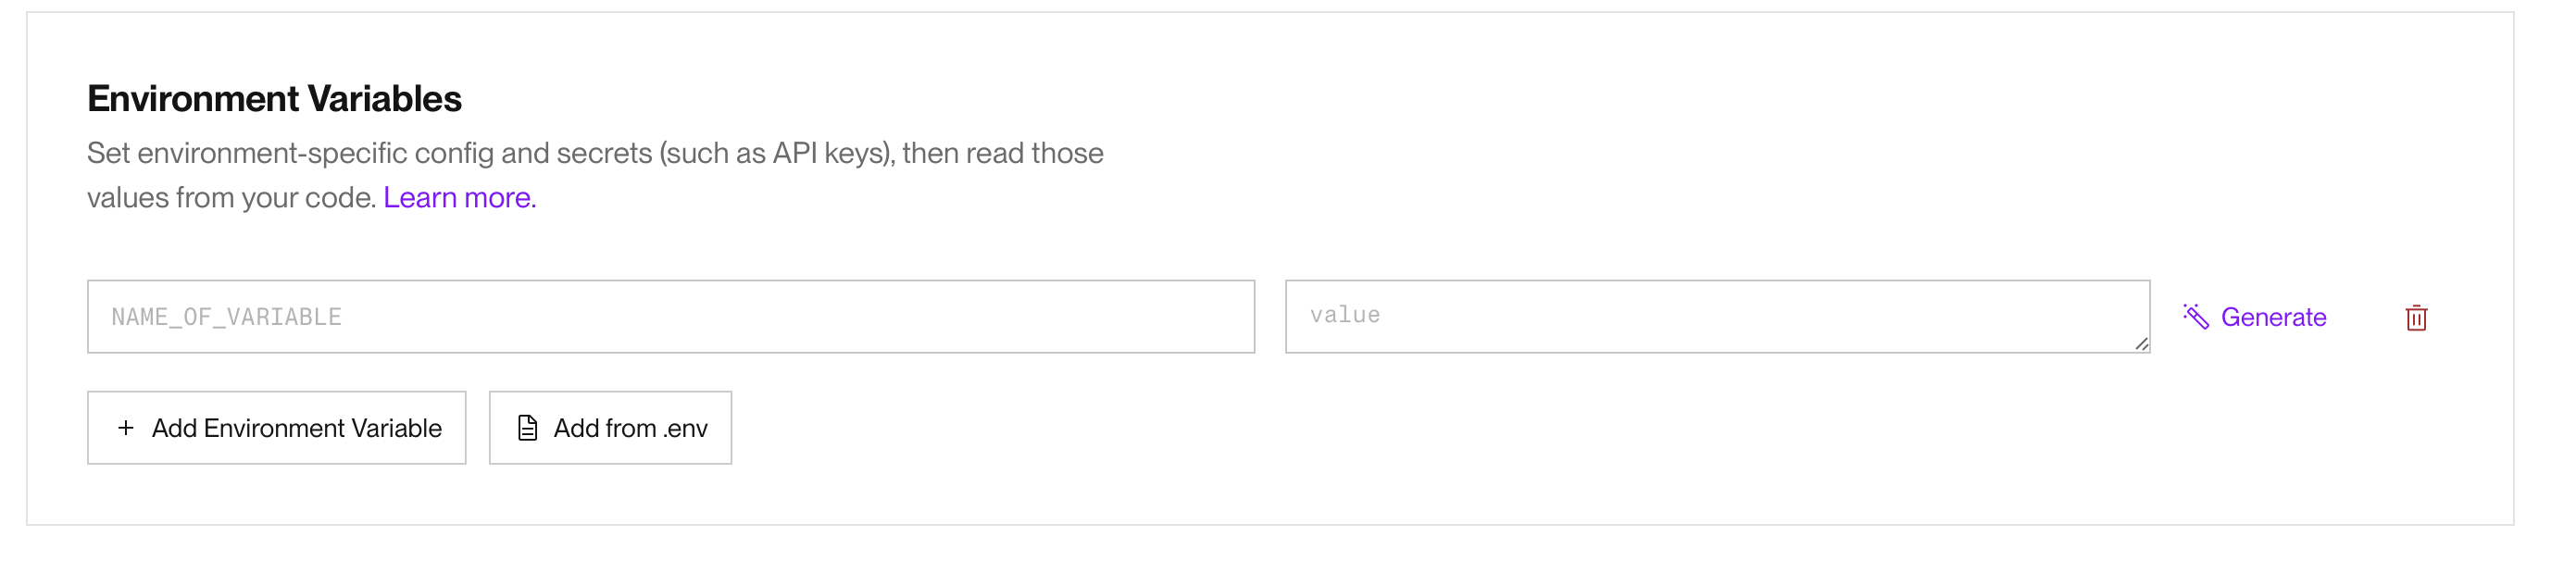 Environment Variables
Set environment-specific config and secrets (such as API keys), then read those
values from your code. Learn more.
NAME_OF_VARIABLE value Generate
+ Add Environment Variable Add from .env